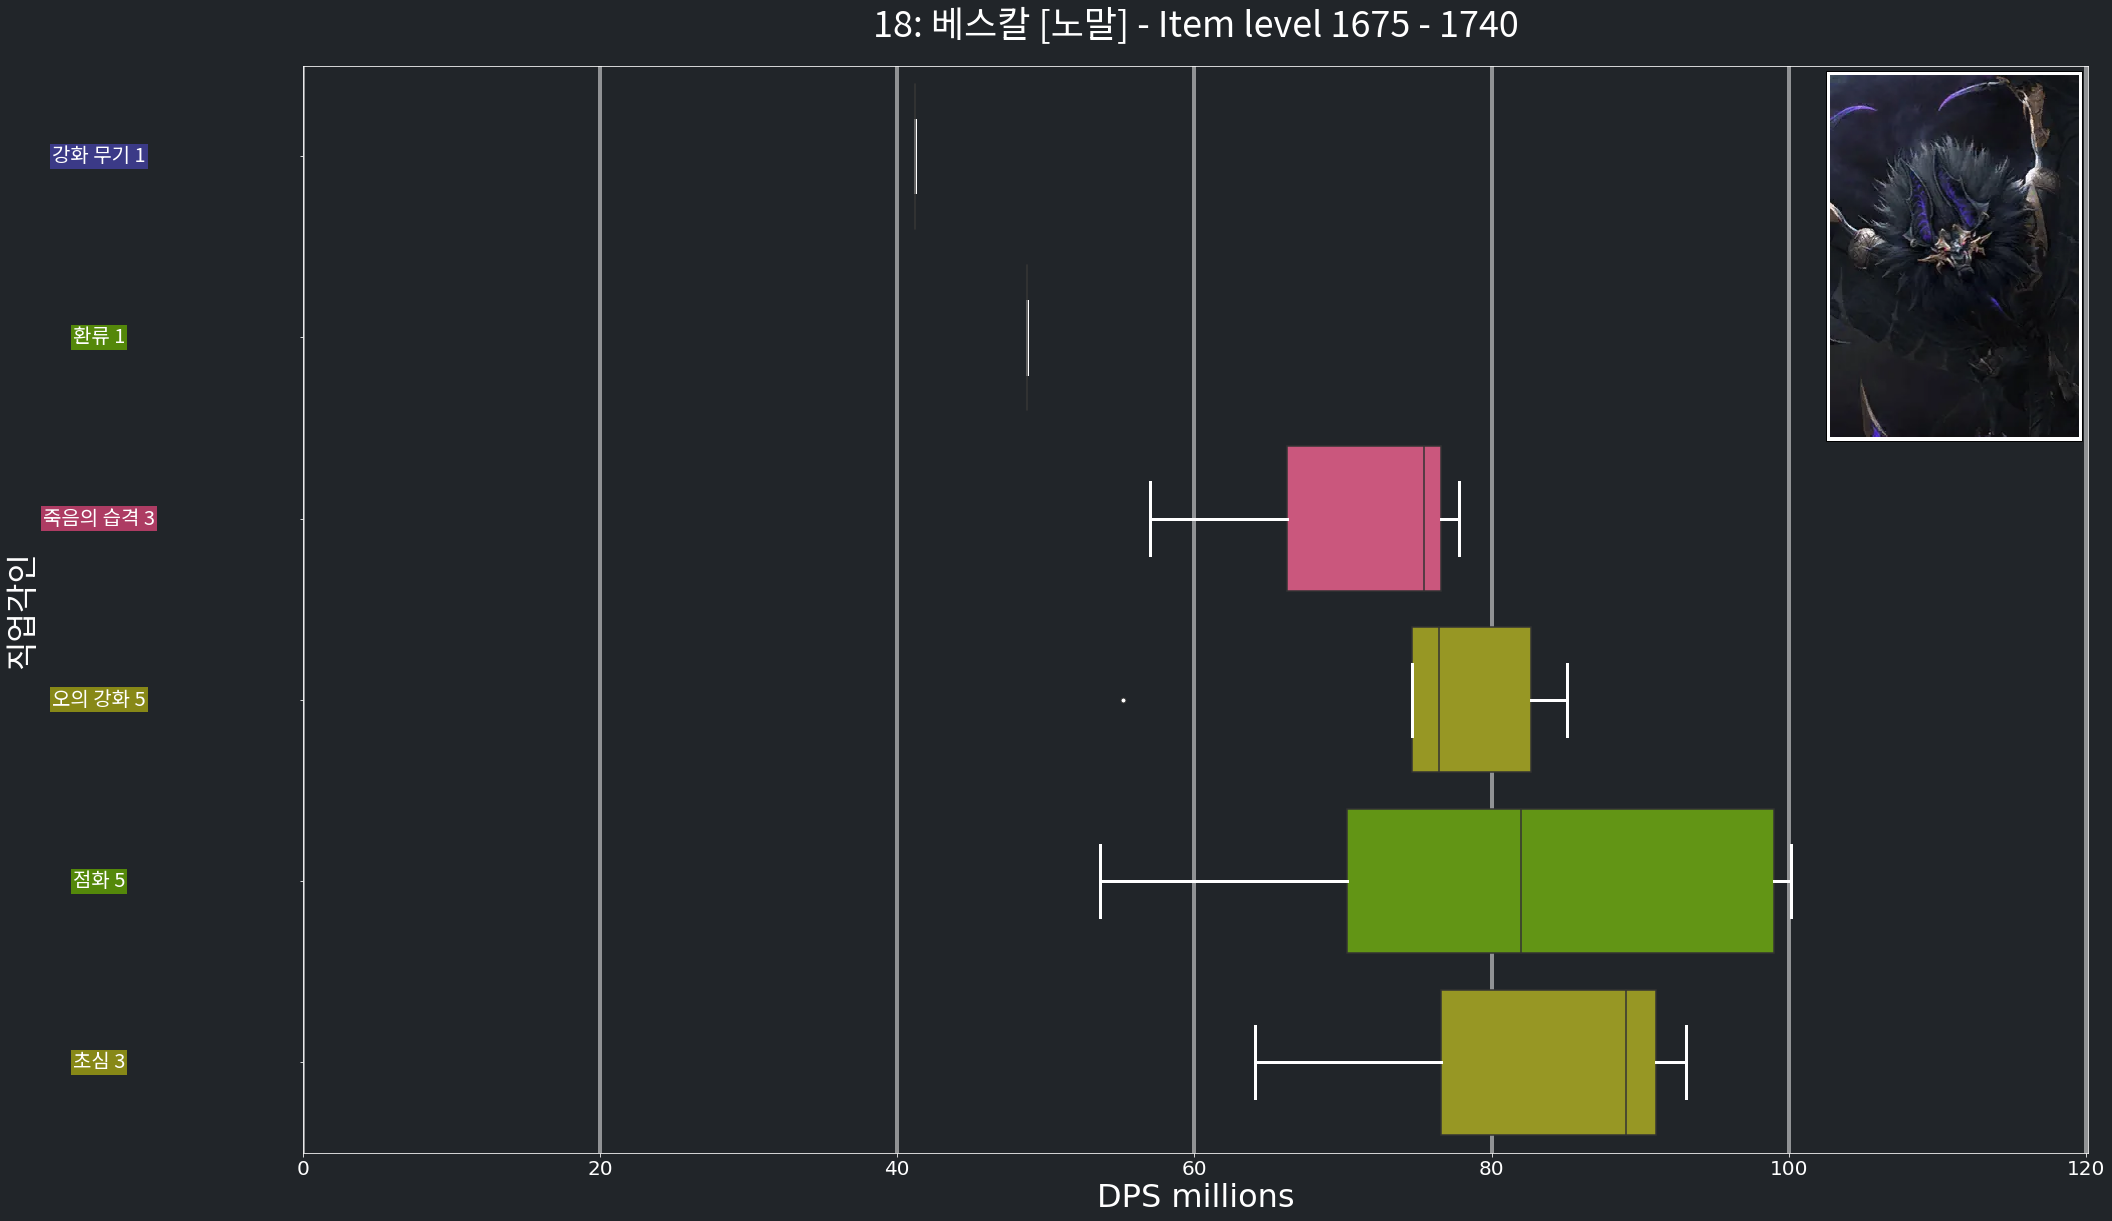 18: 베스칼 [노말] - Item level 1675 - 1740
직업각인
강화 무기 1
환류 1
죽음의 습격 3
오의 강화 5
점화 5
초심 3
0 20 40 60 80 100 120
DPS millions